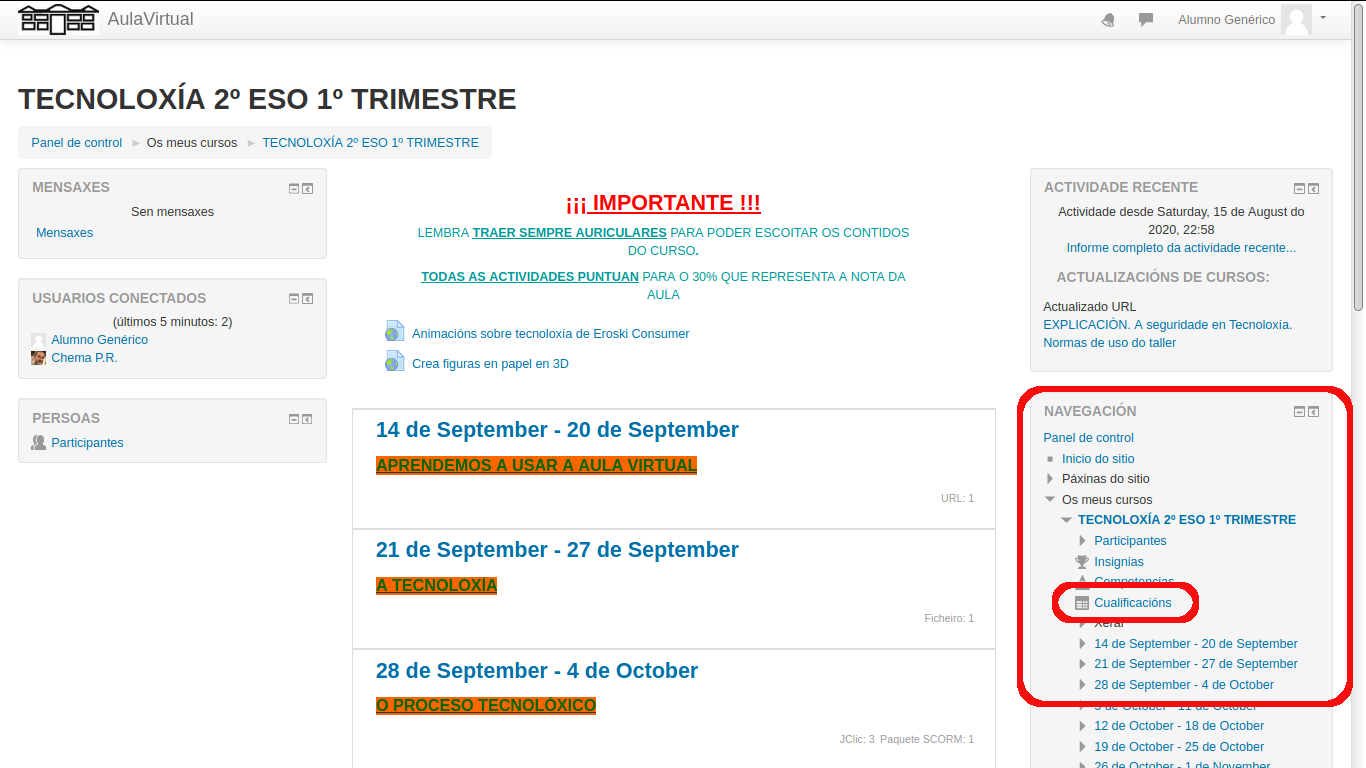 AulaVirtual
Alumno Genérico
TECNOLOXÍA 2º ESO 1º TRIMESTRE
Panel de control
Os meus cursos
TECNOLOXÍA 2º ESO 1º TRIMESTRE
MENSAXES
Sen mensaxes
Mensaxes
USUARIOS CONECTADOS
(últimos 5 minutos: 2)
Alumno Genérico
Chema P.R.
PERSOAS
Participantes
¡¡¡ IMPORTANTE !!!
LEMBRA TRAER SEMPRE AURICULARES PARA PODER ESCOITAR OS CONTIDOS
DO CURSO.
TODAS AS ACTIVIDADES PUNTUAN PARA O 30% QUE REPRESENTA A NOTA DA
AULA
Animacións sobre tecnoloxía de Eroski Consumer
Crea figuras en papel en 3D
14 de September - 20 de September
APRENDEMOS A USAR A AULA VIRTUAL
URL: 1
21 de September - 27 de September
A TECNOLOXÍA
Ficheiro: 1
28 de September - 4 de October
O PROCESO TECNOLÓXICO
JClic: 3 Paquete SCORM: 1
ACTIVIDADE RECENTE
Actividade desde Saturday, 15 de August do
2020, 22:58
Informe completo da actividade recente...
ACTUALIZACIÓNS DE CURSOS:
Actualizado URL
EXPLICACIÒN. A seguridade en Tecnoloxía.
Normas de uso do taller
NAVEGACIÓN
Panel de control
Inicio do sitio
Páxinas do sitio
Os meus cursos
TECNOLOXÍA 2º ESO 1º TRIMESTRE
Participantes
Insignias
Competencias
Cualificacións
Xeral
14 de September - 20 de September
21 de September - 27 de September
28 de September - 4 de October
5 de October - 11 de October
12 de October - 18 de October
19 de October - 25 de October
26 de October - 1 de November